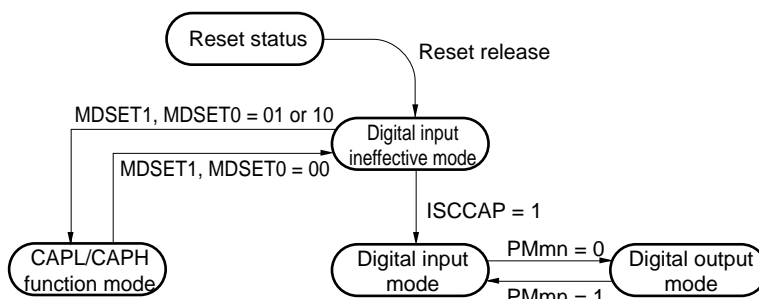 Reset status
Reset release
MDSET1, MDSET0 = 01 or 10
Digital input
ineffective mode
MDSET1, MDSET0 = 00
ISCCAP = 1
CAPL/CAPH
function mode
Digital input
mode
PMmn = 0
Digital output
mode
PMmn = 1